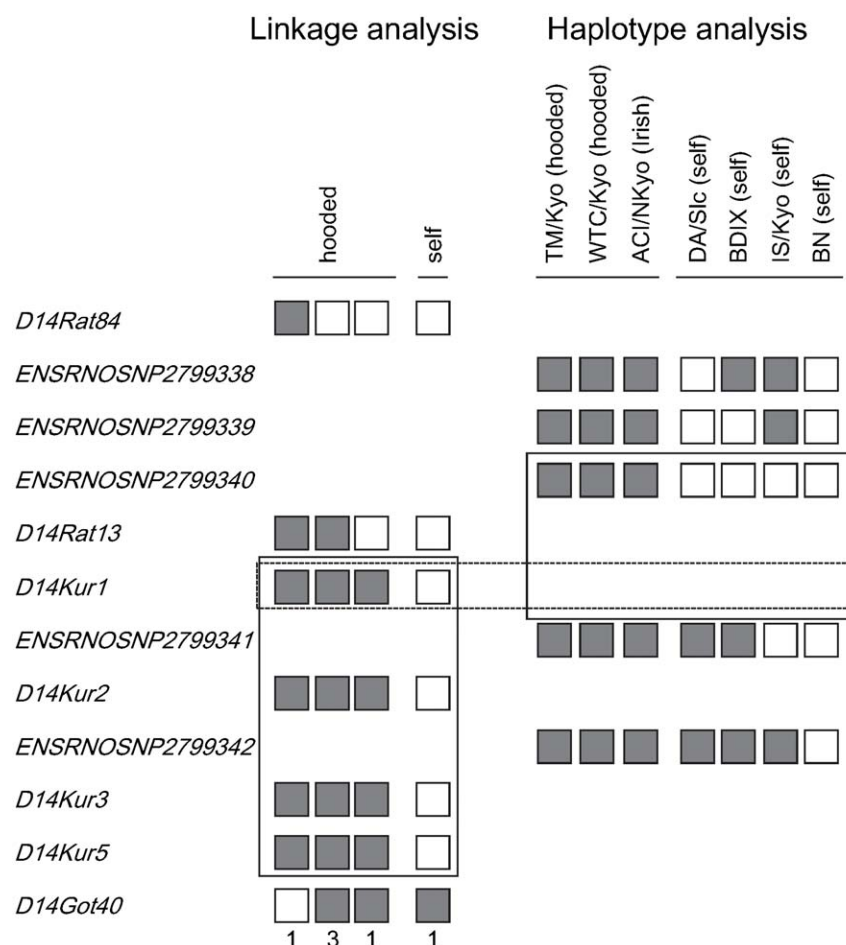 Linkage analysis
Haplotype analysis
hooded
self
TM/Kyo (hooded)
WTC/Kyo (hooded)
ACI/NKyo (Irish)
DA/Slc (self)
BDIX (self)
IS/Kyo (self)
BN (self)
D14Rat84
ENSRNOSNP2799338
ENSRNOSNP2799339
ENSRNOSNP2799340
D14Rat13
D14Kur1
ENSRNOSNP2799341
D14Kur2
ENSRNOSNP2799342
D14Kur3
D14Kur5
D14Got40
1 3 1 1